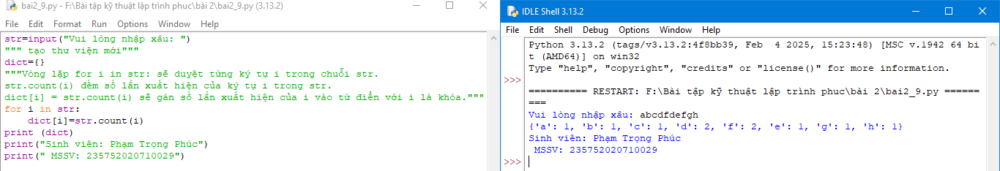 bai2_9.py - F:\Bài tập kỹ thuật lập trình phuc\bài 2\bai2_9.py (3.13.2)
File Edit Format Run Options Window Help
str=input("Vui lòng nhập xâu: ")
""" tạo thư viện mới"""
dict={}
"""Vòng lặp for i in str: sẽ duyệt từng ký tự i trong chuỗi str.
str.count(i) đếm số lần xuất hiện của ký tự i trong str.
dict[i] = str.count(i) sẽ gán số lần xuất hiện của i vào từ điển với i là khóa."""
for i in str:
    dict[i]=str.count(i)
print (dict)
print("Sinh viên: Phạm Trọng Phúc")
print(" MSSV: 235752020710029")
IDLE Shell 3.13.2
File Edit Shell Debug Options Window Help
Python 3.13.2 (tags/v3.13.2:4f8bb39, Feb  4 2025, 15:23:48) [MSC v.1942 64 bi
t (AMD64)] on win32
Type "help", "copyright", "credits" or "license()" for more information.
>>>
========== RESTART: F:\Bài tập kỹ thuật lập trình phuc\bài 2\bai2_9.py =======
===
Vui lòng nhập xâu: abcdfdefgh
{'a': 1, 'b': 1, 'c': 1, 'd': 2, 'f': 2, 'e': 1, 'g': 1, 'h': 1}
Sinh viên: Phạm Trọng Phúc
 MSSV: 235752020710029
>>>